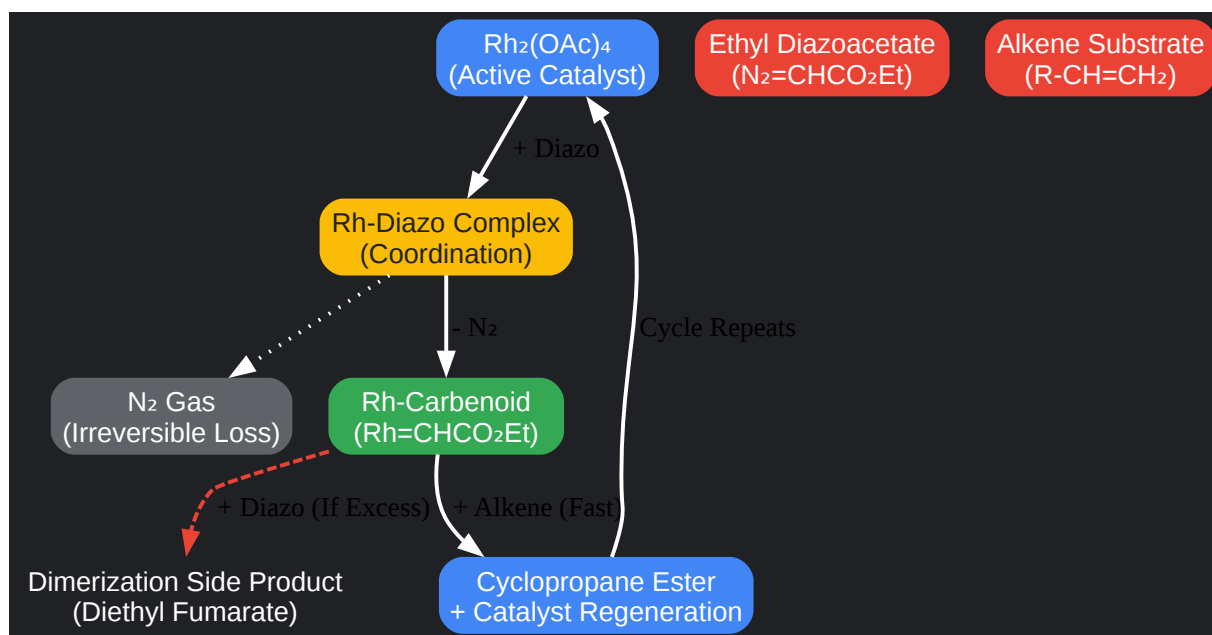 Rh₂(OAc)₄
(Active Catalyst)
Ethyl Diazoacetate
(N₂=CHCO₂Et)
Alkene Substrate
(R-CH=CH₂)
+ Diazo
Rh-Diazo Complex
(Coordination)
- N₂
Cycle Repeats
N₂ Gas
(Irreversible Loss)
Rh-Carbenoid
(Rh=CHCO₂Et)
+ Diazo (If Excess)
+ Alkene (Fast)
Dimerization Side Product
(Diethyl Fumarate)
Cyclopropane Ester
+ Catalyst Regeneration